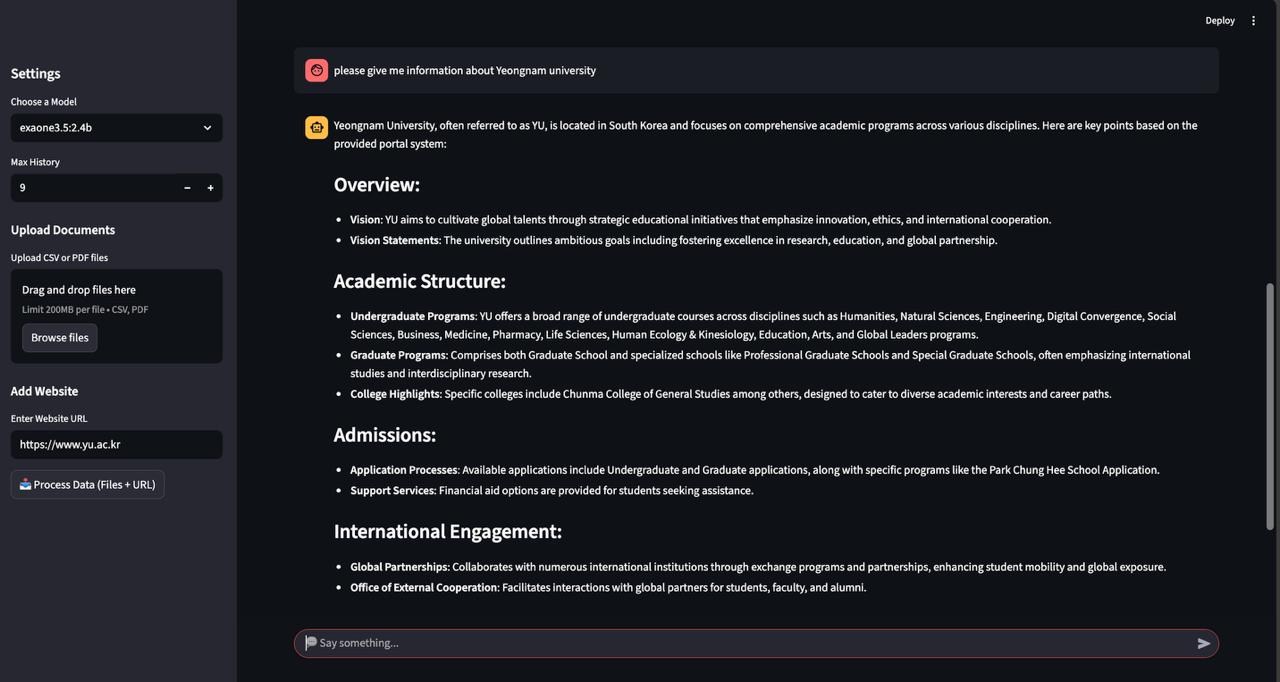 Deploy
Settings
Choose a Model
exaone3.5:2.4b
Max History
9
Upload Documents
Upload CSV or PDF files
Drag and drop files here
Limit 200MB per file • CSV, PDF
Browse files
Add Website
Enter Website URL
https://www.yu.ac.kr
Process Data (Files + URL)
please give me information about Yeongnam university
Yeongnam University, often referred to as YU, is located in South Korea and focuses on comprehensive academic programs across various disciplines. Here are key points based on the
provided portal system:
Overview:
• Vision: YU aims to cultivate global talents through strategic educational initiatives that emphasize innovation, ethics, and international cooperation.
• Vision Statements: The university outlines ambitious goals including fostering excellence in research, education, and global partnership.
Academic Structure:
• Undergraduate Programs: YU offers a broad range of undergraduate courses across disciplines such as Humanities, Natural Sciences, Engineering, Digital Convergence, Social
Sciences, Business, Medicine, Pharmacy, Life Sciences, Human Ecology & Kinesiology, Education, Arts, and Global Leaders programs.
• Graduate Programs: Comprises both Graduate School and specialized schools like Professional Graduate Schools and Special Graduate Schools, often emphasizing international
studies and interdisciplinary research.
• College Highlights: Specific colleges include Chunma College of General Studies among others, designed to cater to diverse academic interests and career paths.
Admissions:
• Application Processes: Available applications include Undergraduate and Graduate applications, along with specific programs like the Park Chung Hee School Application.
• Support Services: Financial aid options are provided for students seeking assistance.
International Engagement:
• Global Partnerships: Collaborates with numerous international institutions through exchange programs and partnerships, enhancing student mobility and global exposure.
• Office of External Cooperation: Facilitates interactions with global partners for students, faculty, and alumni.
Say something...